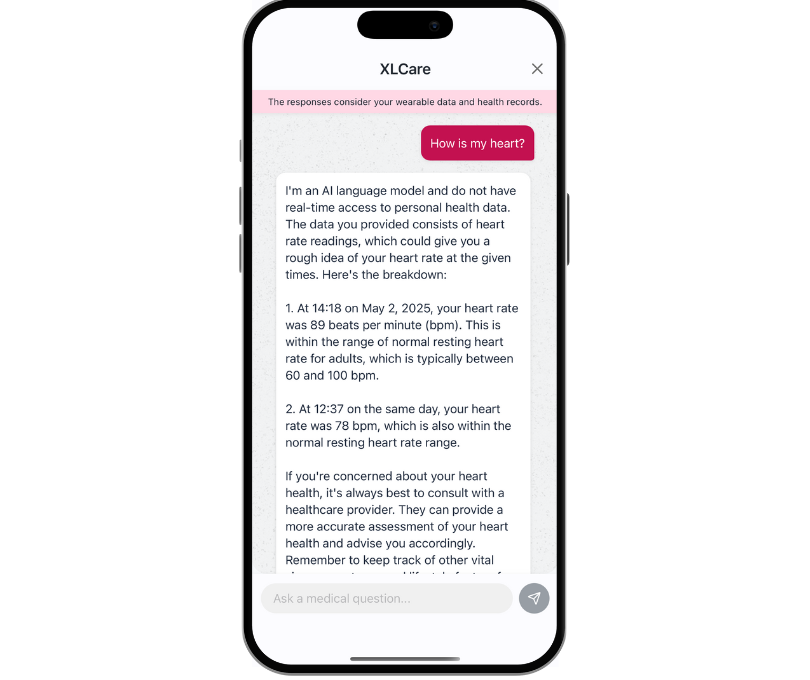 XLCare
The responses consider your wearable data and health records.
How is my heart?
I'm an AI language model and do not have
real-time access to personal health data.
The data you provided consists of heart
rate readings, which could give you a
rough idea of your heart rate at the given
times. Here's the breakdown:
1. At 14:18 on May 2, 2025, your heart rate
was 89 beats per minute (bpm). This is
within the range of normal resting heart
rate for adults, which is typically between
60 and 100 bpm.
2. At 12:37 on the same day, your heart
rate was 78 bpm, which is also within the
normal resting heart rate range.
If you're concerned about your heart
health, it's always best to consult with a
healthcare provider. They can provide a
more accurate assessment of your heart
health and advise you accordingly.
Remember to keep track of other vital
Ask a medical question...